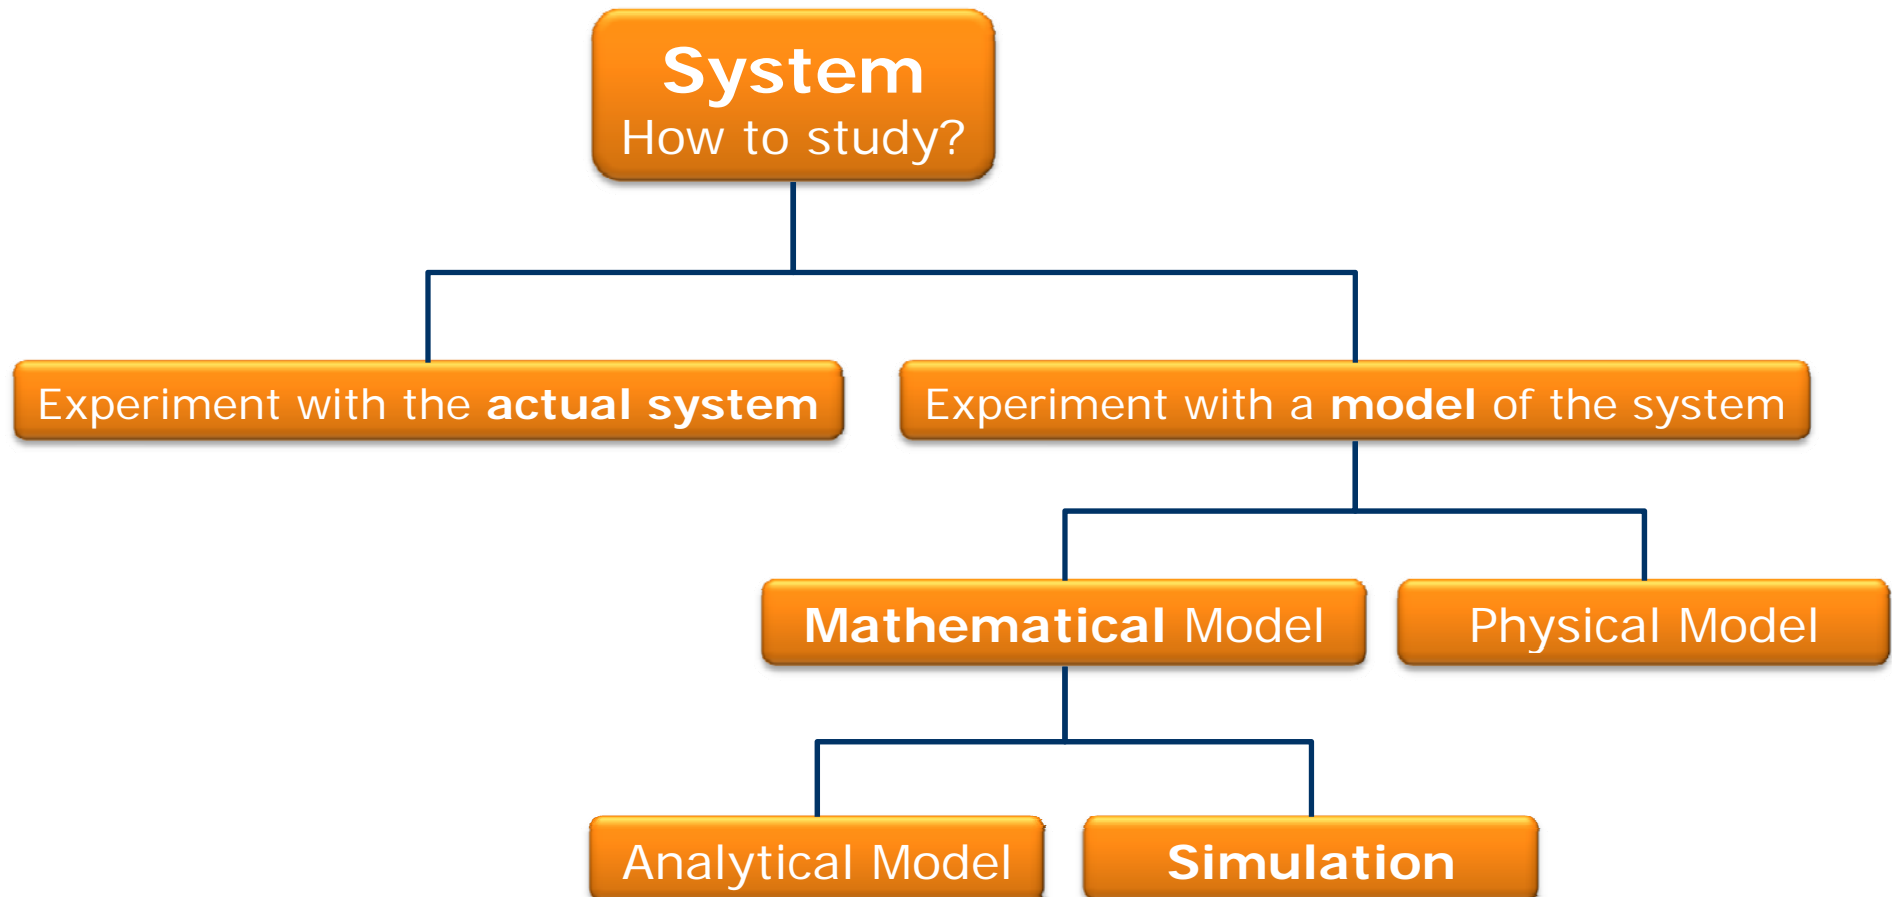 System
How to study?
Experiment with the actual system
Experiment with a model of the system
Mathematical Model
Physical Model
Analytical Model
Simulation